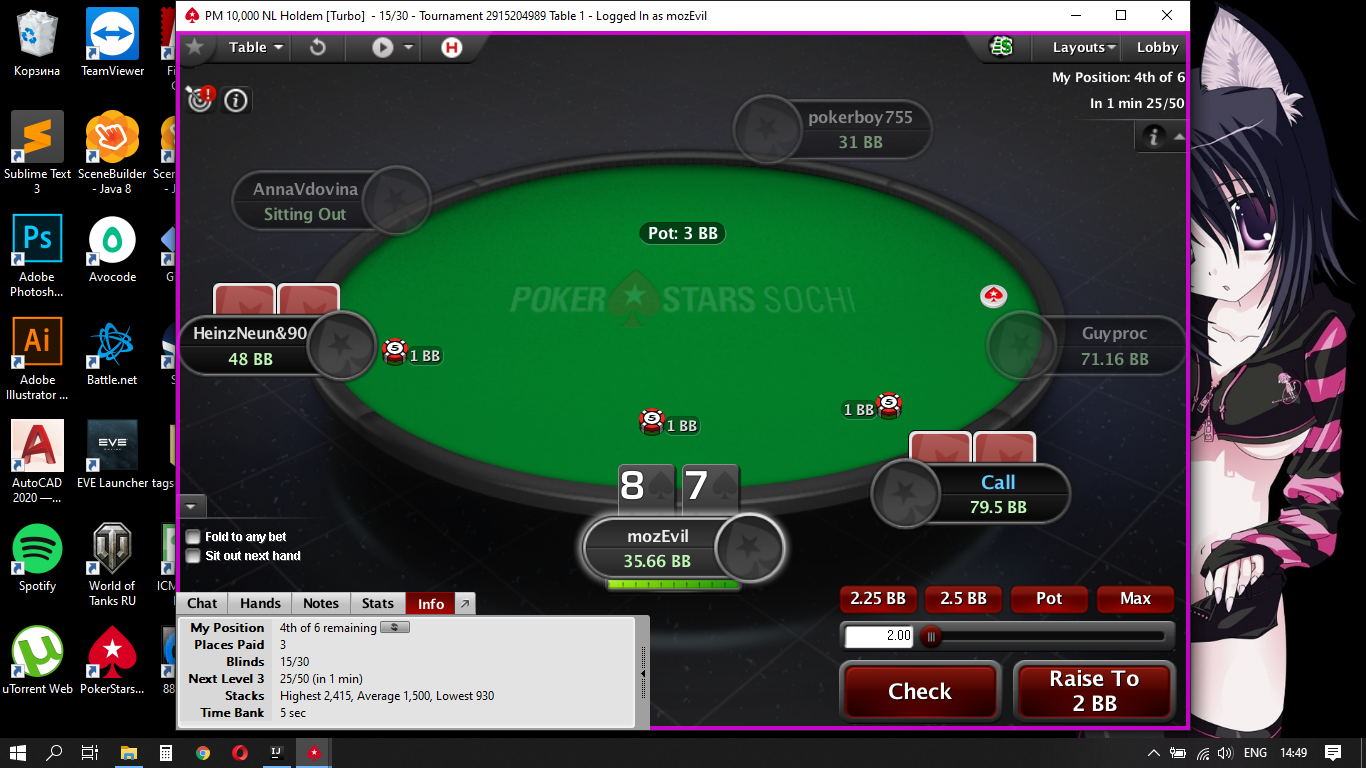 PM 10,000 NL Holdem [Turbo] - 15/30 - Tournament 2915204989 Table 1 - Logged In as mozEvil
Table
H
Layouts
Lobby
My Position: 4th of 6
In 1 min 25/50
Корзина
TeamViewer
Sublime Text
3
SceneBuilder
- Java 8
Adobe
Photosh...
Avocode
Adobe
Illustrator ...
Battle.net
AutoCAD
2020 —...
EVE Launcher
tags
Spotify
World of
Tanks RU
uTorrent Web
PokerStars...
pokerboy755
31 BB
AnnaVdovina
Sitting Out
Pot: 3 BB
POKER STARS SOCHI
HeinzNeun&90
48 BB
5
1 BB
Guyproc
71.16 BB
5
1 BB
1 BB
5
Call
79.5 BB
8
7
mozEvil
35.66 BB
Fold to any bet
Sit out next hand
2.25 BB
2.5 BB
Pot
Max
2.00
Check
Raise To
2 BB
Chat
Hands
Notes
Stats
Info
My Position 4th of 6 remaining
Places Paid 3
Blinds 15/30
Next Level 3 25/50 (in 1 min)
Stacks Highest 2,415, Average 1,500, Lowest 930
Time Bank 5 sec
ENG
14:49